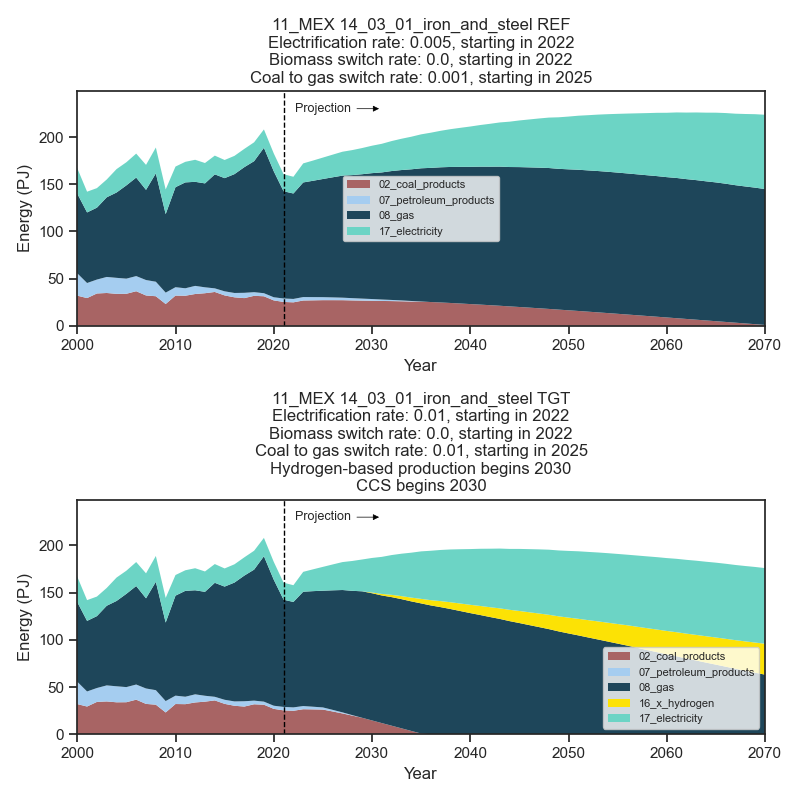 11_MEX 14_03_01_iron_and_steel REF
Electrification rate: 0.005, starting in 2022
Biomass switch rate: 0.0, starting in 2022
Coal to gas switch rate: 0.001, starting in 2025
Projection
200
150
100
50
0
Energy (PJ)
02_coal_products
07_petroleum_products
08_gas
17_electricity
2000 2010 2020 2030 2040 2050 2060 2070
Year
11_MEX 14_03_01_iron_and_steel TGT
Electrification rate: 0.01, starting in 2022
Biomass switch rate: 0.0, starting in 2022
Coal to gas switch rate: 0.01, starting in 2025
Hydrogen-based production begins 2030
CCS begins 2030
Projection
200
150
100
50
0
Energy (PJ)
02_coal_products
07_petroleum_products
08_gas
16_x_hydrogen
17_electricity
2000 2010 2020 2030 2040 2050 2060 2070
Year